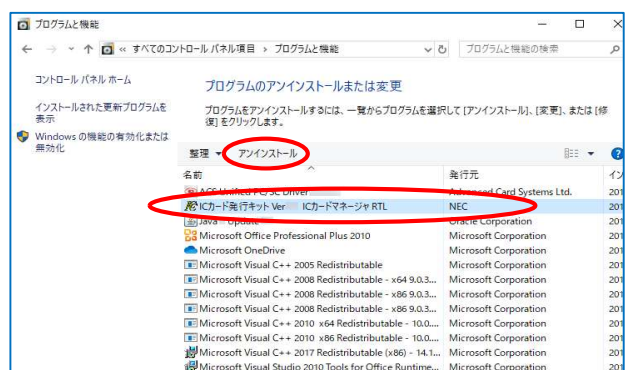 プログラムと機能
すべてのコントロール パネル項目 > プログラムと機能
プログラムと機能の検索
コントロール パネル ホーム
インストールされた更新プログラムを
表示
Windows の機能の有効化または
無効化
プログラムのアンインストールまたは変更
プログラムをアンインストールするには、一覧からプログラムを選択して [アンインストール]、[変更]、または [修
復] をクリックします。
整理 アンインストール
名前 発行元 イン
ACS Unified PC/SC Driver Advanced Card Systems Ltd. 201
ICカード発行キット Ver ICカードマネージャ RTL NEC 201
Java Update Oracle Corporation 201
Microsoft Office Professional Plus 2010 Microsoft Corporation 201
Microsoft OneDrive Microsoft Corporation 201
Microsoft Visual C++ 2005 Redistributable Microsoft Corporation 201
Microsoft Visual C++ 2008 Redistributable - x64 9.0.3... Microsoft Corporation 201
Microsoft Visual C++ 2008 Redistributable - x86 9.0.3... Microsoft Corporation 201
Microsoft Visual C++ 2008 Redistributable - x86 9.0.3... Microsoft Corporation 201
Microsoft Visual C++ 2010 x64 Redistributable - 10.0.... Microsoft Corporation 201
Microsoft Visual C++ 2010 x86 Redistributable - 10.0.... Microsoft Corporation 201
Microsoft Visual C++ 2017 Redistributable (x86) - 14.1... Microsoft Corporation 201
Microsoft Visual Studio 2010 Tools for Office Runtime... Microsoft Corporation 201